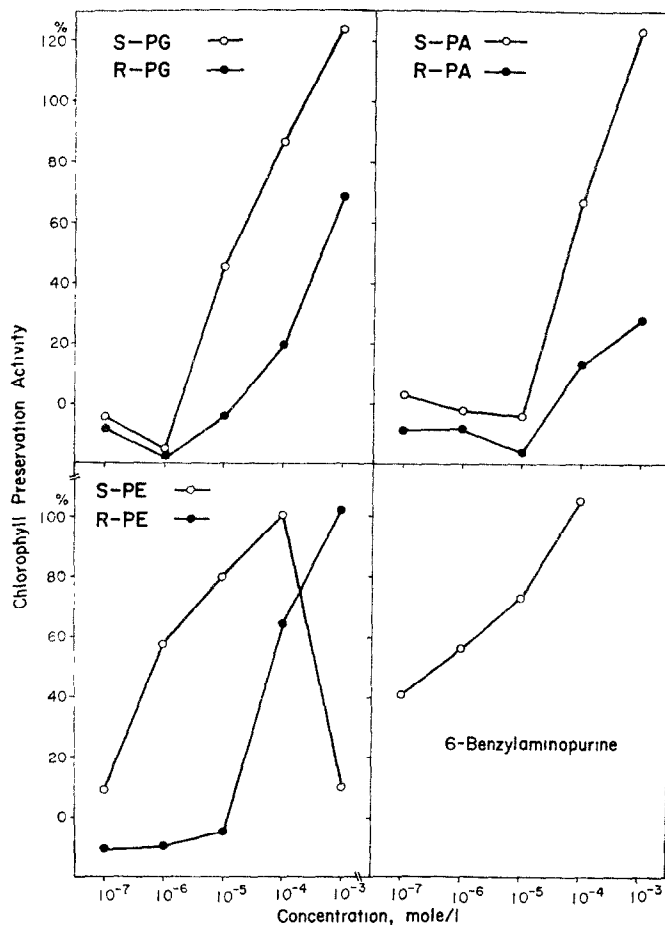 %
120
100
80
60
40
20
0
S-PG
R-PG
S-PA
R-PA
Chlorophyll Preservation Activity
%
100
80
60
40
20
0
S-PE
R-PE
6-Benzylaminopurine
10⁻⁷ 10⁻⁶ 10⁻⁵ 10⁻⁴ 10⁻³ 10⁻⁷ 10⁻⁶ 10⁻⁵ 10⁻⁴ 10⁻³
Concentration, mole/l